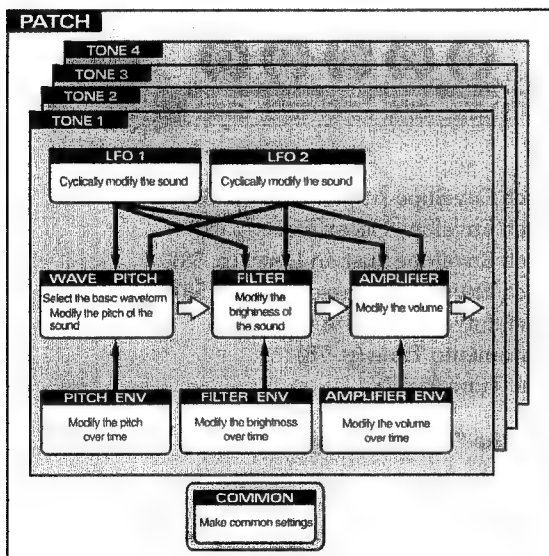 PATCH
TONE 4
TONE 3
TONE 2
TONE 1
LFO 1
Cyclically modify the sound
LFO 2
Cyclically modify the sound
WAVE PITCH
Select the basic waveform
Modify the pitch of the
sound
FILTER
Modify the
brightness of
the sound
AMPLIFIER
Modify the volume
PITCH ENV
Modify the pitch
over time
FILTER ENV
Modify the brightness
over time
AMPLIFIER ENV
Modify the volume
over time
COMMON
Make common settings